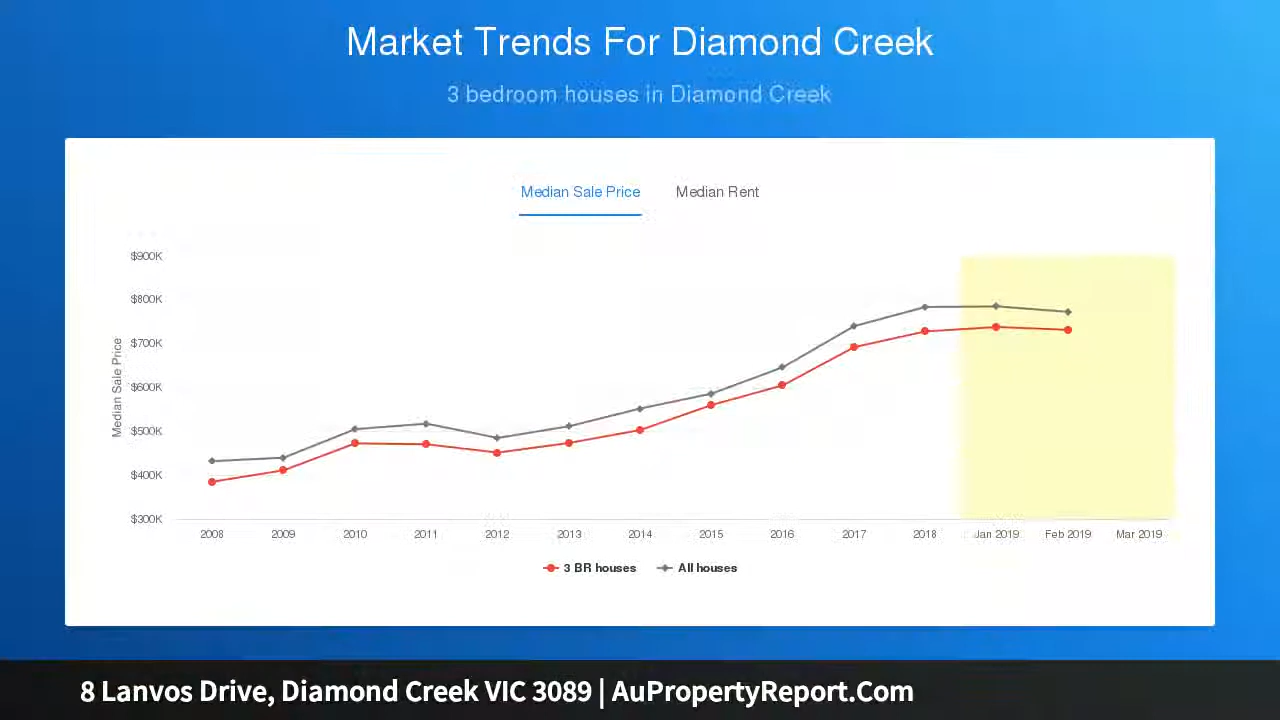 Market Trends For Diamond Creek
3 bedroom houses in Diamond Creek
Median Sale Price Median Rent
$900K
$800K
$700K
$600K
$500K
$400K
$300K
Median Sale Price
2008 2009 2010 2011 2012 2013 2014 2015 2016 2017 2018 Jan 2019 Feb 2019 Mar 2019
3 BR houses All houses
8 Lanvos Drive, Diamond Creek VIC 3089 | AuPropertyReport.Com